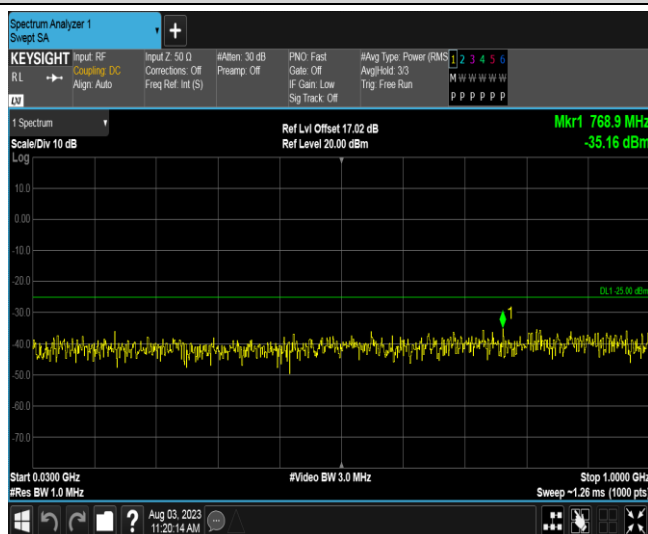 Spectrum Analyzer 1
Swept SA
+
KEYSIGHT Input: RF Input Z: 50 Ω #Atten: 30 dB PNO: Fast #Avg Type: Power (RMS 1 2 3 4 5 6
RL Coupling: DC Corrections: Off Preamp: Off Gate: Off Avg|Hold: 3/3 M W W W W W
Align: Auto Freq Ref: Int (S) IF Gain: Low Trig: Free Run
LXI Sig Track: Off P P P P P P
1 Spectrum Ref Lvl Offset 17.02 dB Mkr1 768.9 MHz
Scale/Div 10 dB Ref Level 20.00 dBm -35.16 dBm
Log
10.0
0.00
-10.0
-20.0
DL1 -25.00 dBm
-30.0
1
-40.0
-50.0
-60.0
-70.0
Start 0.0300 GHz #Video BW 3.0 MHz Stop 1.0000 GHz
#Res BW 1.0 MHz Sweep ~1.26 ms (1000 pts)
? Aug 03, 2023
11:20:14 AM